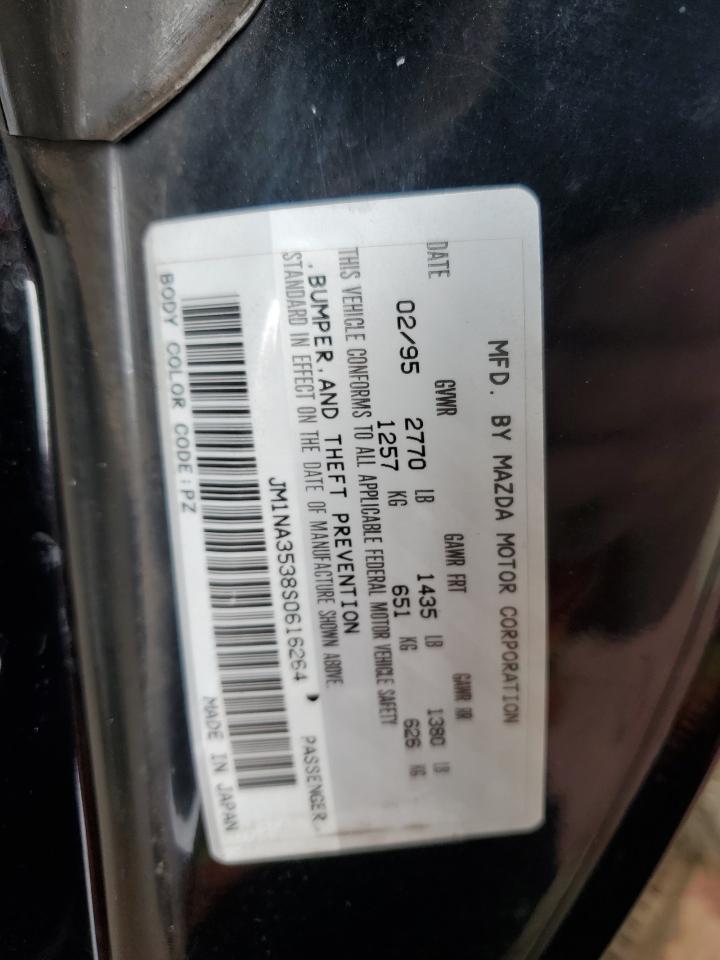 MFD. BY MAZDA MOTOR CORPORATION
DATE GVWR GAWR FRT GAWR RR
02/95 2770 LB 1435 LB 1380 LB
1257 KG 651 KG 626 KG
THIS VEHICLE CONFORMS TO ALL APPLICABLE FEDERAL MOTOR VEHICLE SAFETY
, BUMPER, AND THEFT PREVENTION
STANDARD IN EFFECT ON THE DATE OF MANUFACTURE SHOWN ABOVE.
JM1NA3538S0616264 PASSENGER
BODY COLOR CODE:PZ MADE IN JAPAN